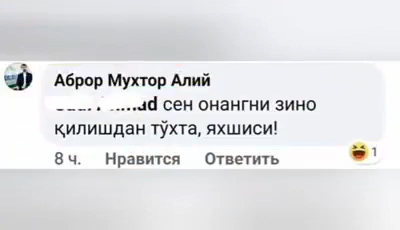 Аброр Мухтор Алий
сен онангни зино
қилишдан тўхта, яхшиси!
8 ч. Нравится Ответить 1